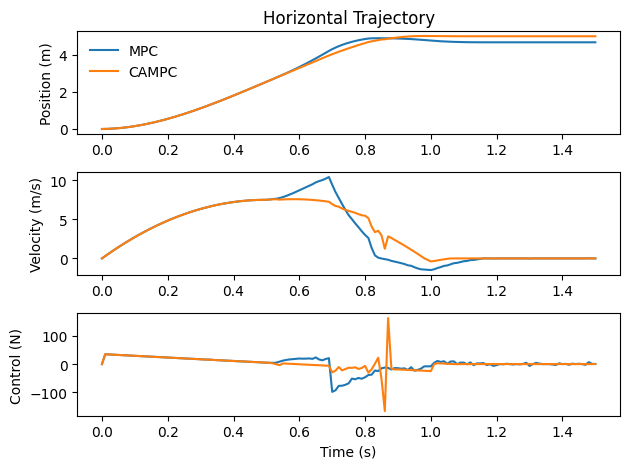 Horizontal Trajectory
Position (m)
4
2
0
MPC
CAMPC
0.0 0.2 0.4 0.6 0.8 1.0 1.2 1.4
Velocity (m/s)
10
5
0
0.0 0.2 0.4 0.6 0.8 1.0 1.2 1.4
Control (N)
100
0
−100
0.0 0.2 0.4 0.6 0.8 1.0 1.2 1.4
Time (s)